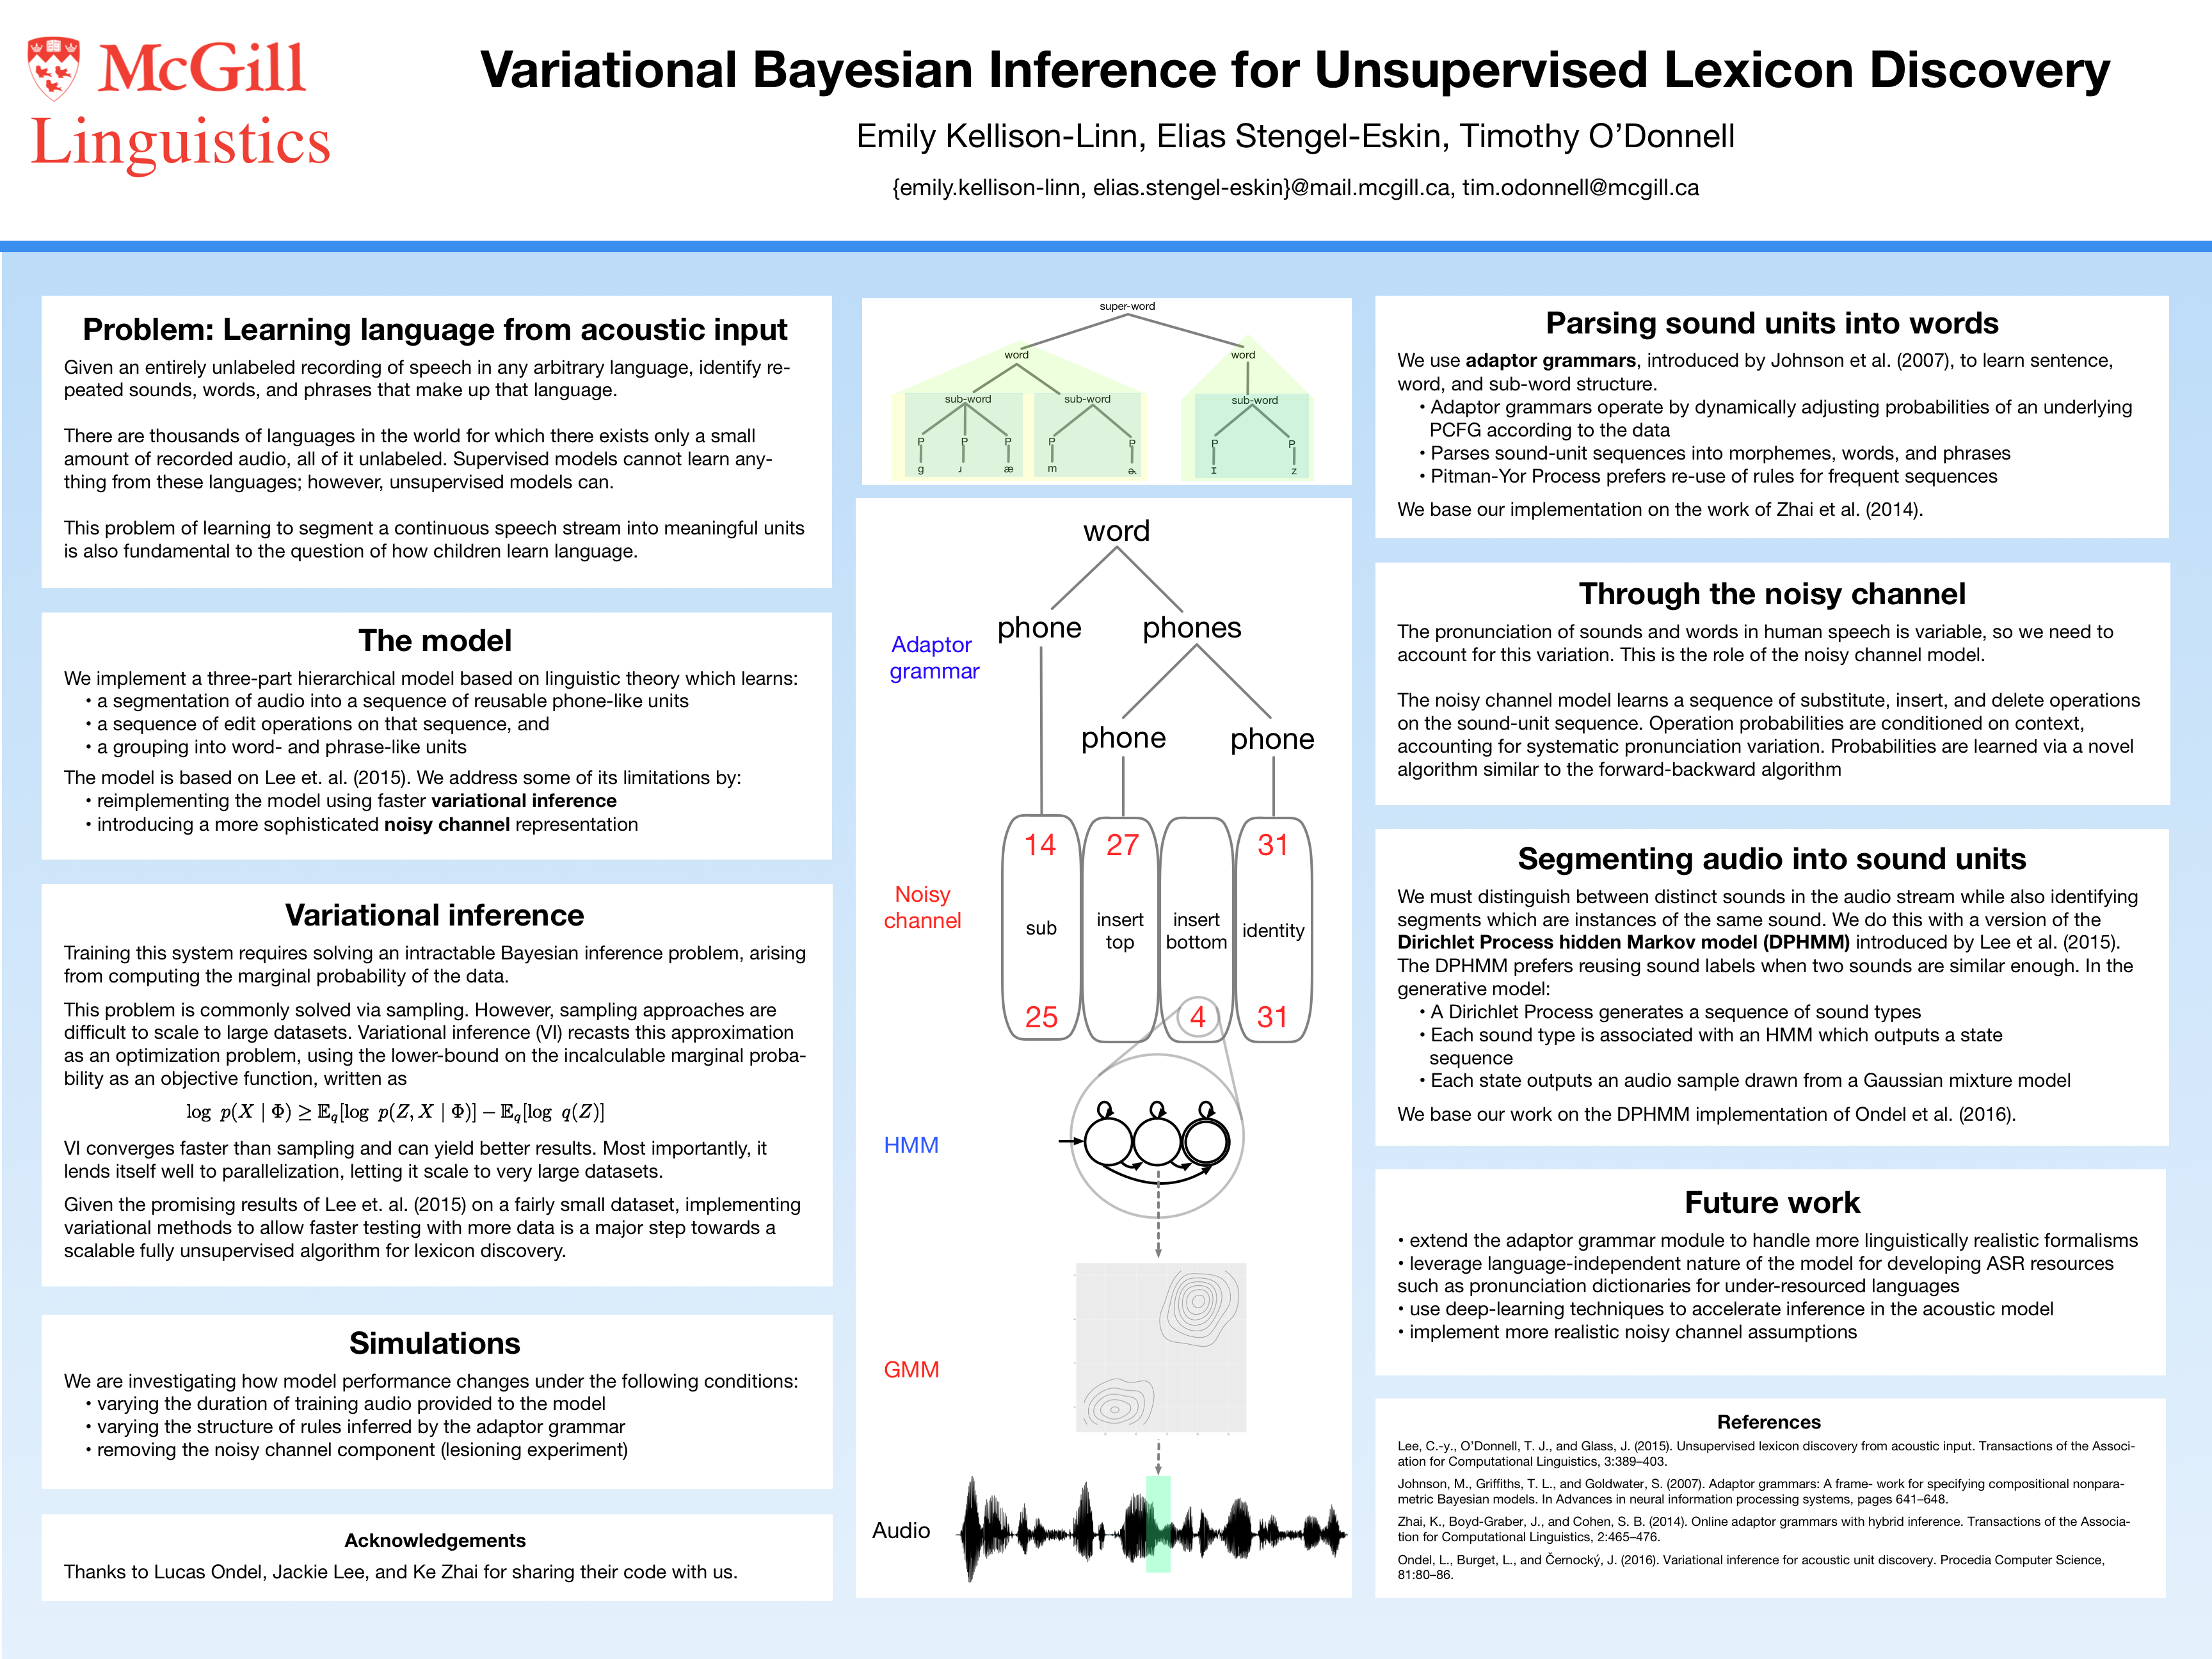 McGill
Linguistics
Variational Bayesian Inference for Unsupervised Lexicon Discovery
Emily Kellison-Linn, Elias Stengel-Eskin, Timothy O’Donnell
{emily.kellison-linn, elias.stengel-eskin}@mail.mcgill.ca, tim.odonnell@mcgill.ca
Problem: Learning language from acoustic input
Given an entirely unlabeled recording of speech in any arbitrary language, identify re-
peated sounds, words, and phrases that make up that language.
There are thousands of languages in the world for which there exists only a small
amount of recorded audio, all of it unlabeled. Supervised models cannot learn any-
thing from these languages; however, unsupervised models can.
This problem of learning to segment a continuous speech stream into meaningful units
is also fundamental to the question of how children learn language.
The model
We implement a three-part hierarchical model based on linguistic theory which learns:
• a segmentation of audio into a sequence of reusable phone-like units
• a sequence of edit operations on that sequence, and
• a grouping into word- and phrase-like units
The model is based on Lee et. al. (2015). We address some of its limitations by:
• reimplementing the model using faster variational inference
• introducing a more sophisticated noisy channel representation
Variational inference
Training this system requires solving an intractable Bayesian inference problem, arising
from computing the marginal probability of the data.
This problem is commonly solved via sampling. However, sampling approaches are
difficult to scale to large datasets. Variational inference (VI) recasts this approximation
as an optimization problem, using the lower-bound on the incalculable marginal proba-
bility as an objective function, written as
log p(X | Φ) ≥ 𝔼q[log p(Z, X | Φ)] − 𝔼q[log q(Z)]
VI converges faster than sampling and can yield better results. Most importantly, it
lends itself well to parallelization, letting it scale to very large datasets.
Given the promising results of Lee et. al. (2015) on a fairly small dataset, implementing
variational methods to allow faster testing with more data is a major step towards a
scalable fully unsupervised algorithm for lexicon discovery.
Simulations
We are investigating how model performance changes under the following conditions:
• varying the duration of training audio provided to the model
• varying the structure of rules inferred by the adaptor grammar
• removing the noisy channel component (lesioning experiment)
Acknowledgements
Thanks to Lucas Ondel, Jackie Lee, and Ke Zhai for sharing their code with us.
super-word
word word
sub-word sub-word sub-word
P P P P P P P
g ɹ æ m ɚ ɪ z
word
phone phones
Adaptor
grammar
phone phone
14 27 31
Noisy
channel
sub
insert
top
insert
bottom
identity
25 4 31
HMM
GMM
Audio
Parsing sound units into words
We use adaptor grammars, introduced by Johnson et al. (2007), to learn sentence,
word, and sub-word structure.
• Adaptor grammars operate by dynamically adjusting probabilities of an underlying
PCFG according to the data
• Parses sound-unit sequences into morphemes, words, and phrases
• Pitman-Yor Process prefers re-use of rules for frequent sequences
We base our implementation on the work of Zhai et al. (2014).
Through the noisy channel
The pronunciation of sounds and words in human speech is variable, so we need to
account for this variation. This is the role of the noisy channel model.
The noisy channel model learns a sequence of substitute, insert, and delete operations
on the sound-unit sequence. Operation probabilities are conditioned on context,
accounting for systematic pronunciation variation. Probabilities are learned via a novel
algorithm similar to the forward-backward algorithm
Segmenting audio into sound units
We must distinguish between distinct sounds in the audio stream while also identifying
segments which are instances of the same sound. We do this with a version of the
Dirichlet Process hidden Markov model (DPHMM) introduced by Lee et al. (2015).
The DPHMM prefers reusing sound labels when two sounds are similar enough. In the
generative model:
• A Dirichlet Process generates a sequence of sound types
• Each sound type is associated with an HMM which outputs a state
sequence
• Each state outputs an audio sample drawn from a Gaussian mixture model
We base our work on the DPHMM implementation of Ondel et al. (2016).
Future work
• extend the adaptor grammar module to handle more linguistically realistic formalisms
• leverage language-independent nature of the model for developing ASR resources
such as pronunciation dictionaries for under-resourced languages
• use deep-learning techniques to accelerate inference in the acoustic model
• implement more realistic noisy channel assumptions
References
Lee, C.-y., O’Donnell, T. J., and Glass, J. (2015). Unsupervised lexicon discovery from acoustic input. Transactions of the Associ-
ation for Computational Linguistics, 3:389–403.
Johnson, M., Griffiths, T. L., and Goldwater, S. (2007). Adaptor grammars: A frame- work for specifying compositional nonpara-
metric Bayesian models. In Advances in neural information processing systems, pages 641–648.
Zhai, K., Boyd-Graber, J., and Cohen, S. B. (2014). Online adaptor grammars with hybrid inference. Transactions of the Associa-
tion for Computational Linguistics, 2:465–476.
Ondel, L., Burget, L., and Černocký, J. (2016). Variational inference for acoustic unit discovery. Procedia Computer Science,
81:80–86.